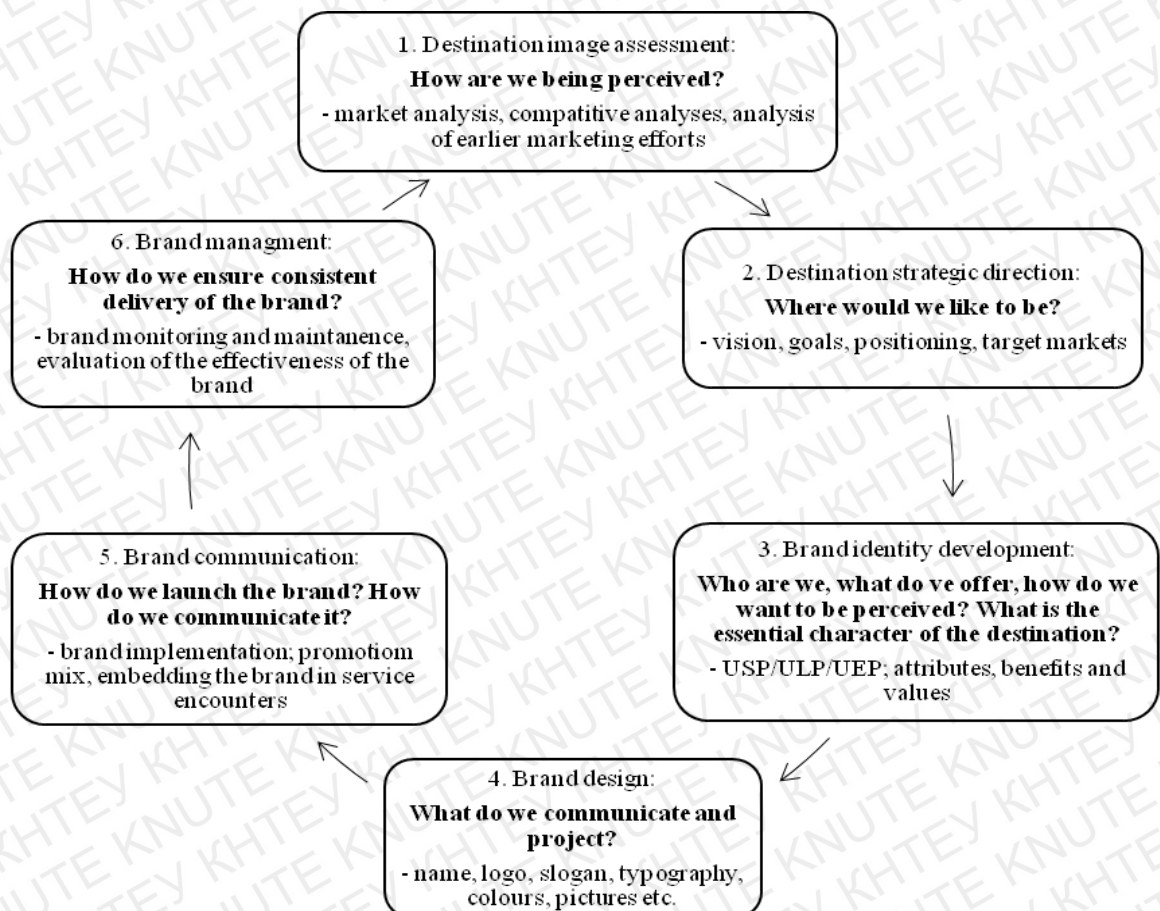 1. Destination image assessment:
How are we being perceived?
- market analysis, compatitive analyses, analysis
of earlier marketing efforts
2. Destination strategic direction:
Where would we like to be?
- vision, goals, positioning, target markets
3. Brand identity development:
Who are we, what do ve offer, how do we
want to be perceived? What is the
essential character of the destination?
- USP/ULP/UEP; attributes, benefits and
values
4. Brand design:
What do we communicate and
project?
- name, logo, slogan, typography,
colours, pictures etc.
5. Brand communication:
How do we launch the brand? How
do we communicate it?
- brand implementation; promotiom
mix, embedding the brand in service
encounters
6. Brand managment:
How do we ensure consistent
delivery of the brand?
- brand monitoring and maintanence,
evaluation of the effectiveness of the
brand
КНТЕУ KNUTE